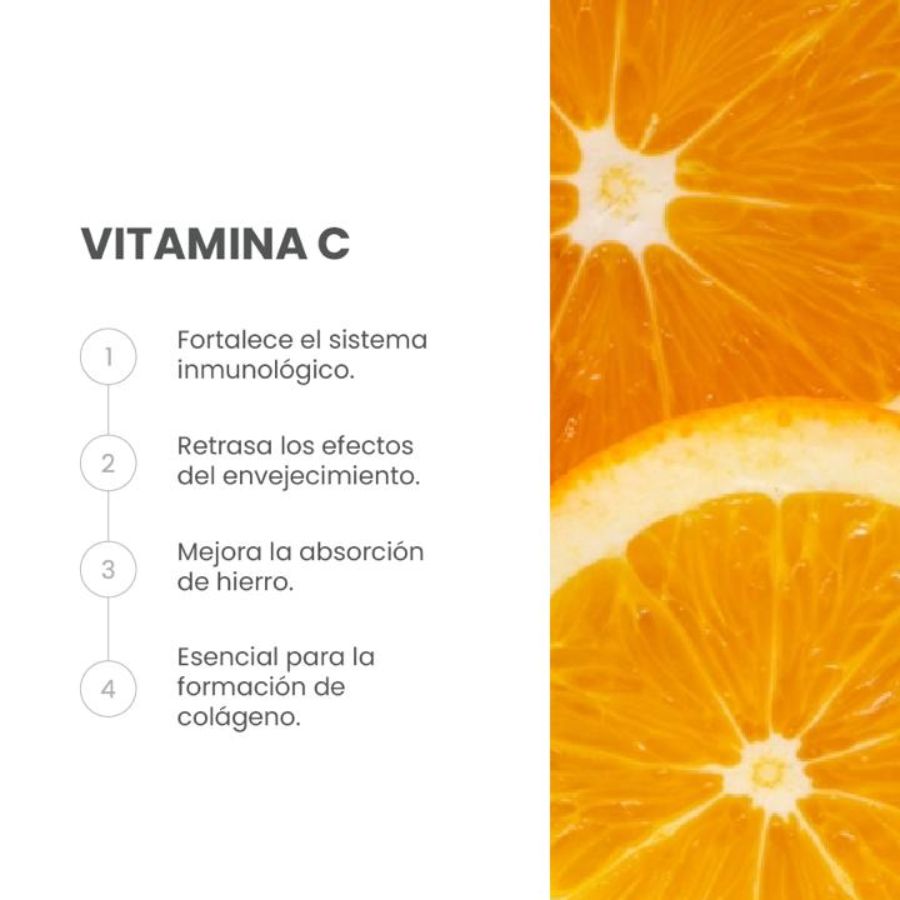 VITAMINA C
1
Fortalece el sistema
inmunológico.
2
Retrasa los efectos
del envejecimiento.
3
Mejora la absorción
de hierro.
4
Esencial para la
formación de
colágeno.